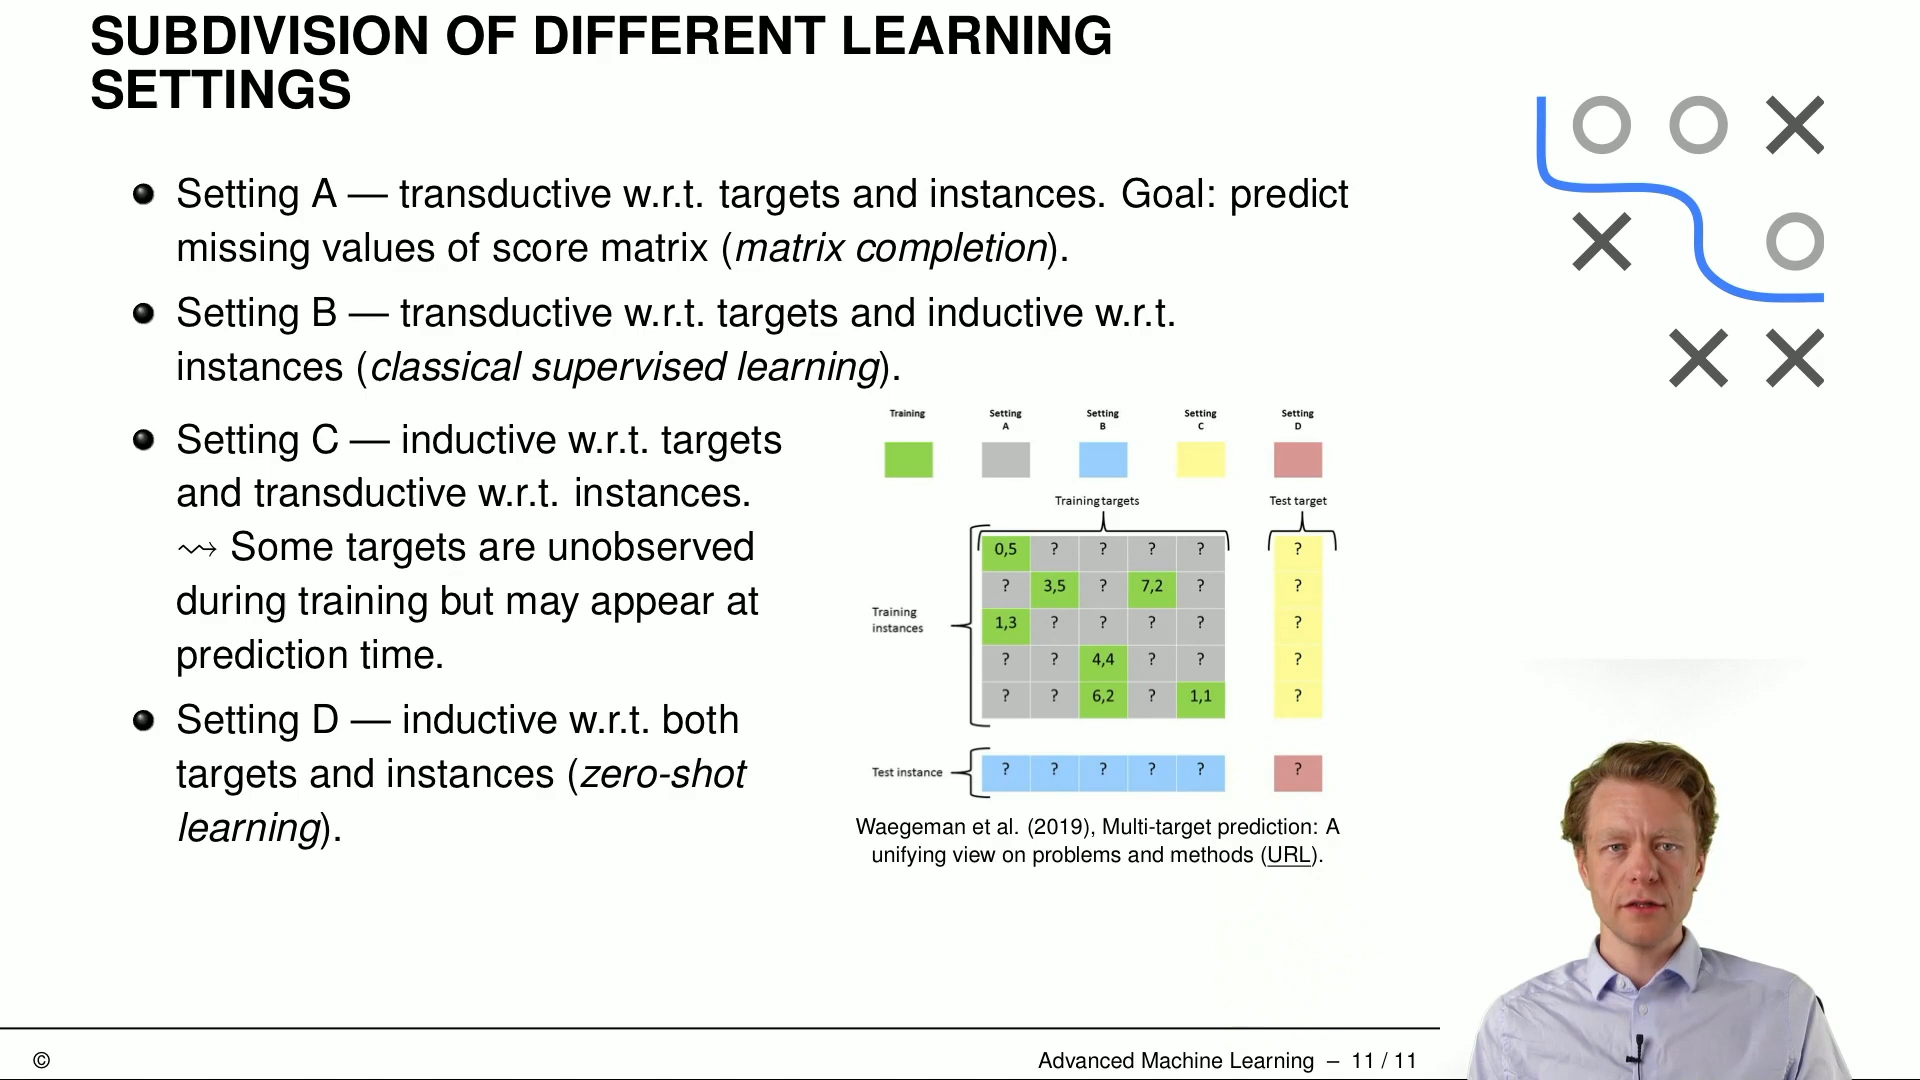 SUBDIVISION OF DIFFERENT LEARNING
SETTINGS
Setting A — transductive w.r.t. targets and instances. Goal: predict
missing values of score matrix (matrix completion).
Setting B — transductive w.r.t. targets and inductive w.r.t.
instances (classical supervised learning).
Setting C — inductive w.r.t. targets
and transductive w.r.t. instances.
⇝ Some targets are unobserved
during training but may appear at
prediction time.
Setting D — inductive w.r.t. both
targets and instances (zero-shot
learning).
Training Setting A Setting B Setting C Setting D
Training targets Test target
0,5 ? ? ? ? ?
? 3,5 ? 7,2 ? ?
Training instances
1,3 ? ? ? ? ?
? ? 4,4 ? ? ?
? ? 6,2 ? 1,1 ?
Test instance ? ? ? ? ? ?
Waegeman et al. (2019), Multi-target prediction: A
unifying view on problems and methods (URL).
© Advanced Machine Learning – 11 / 11